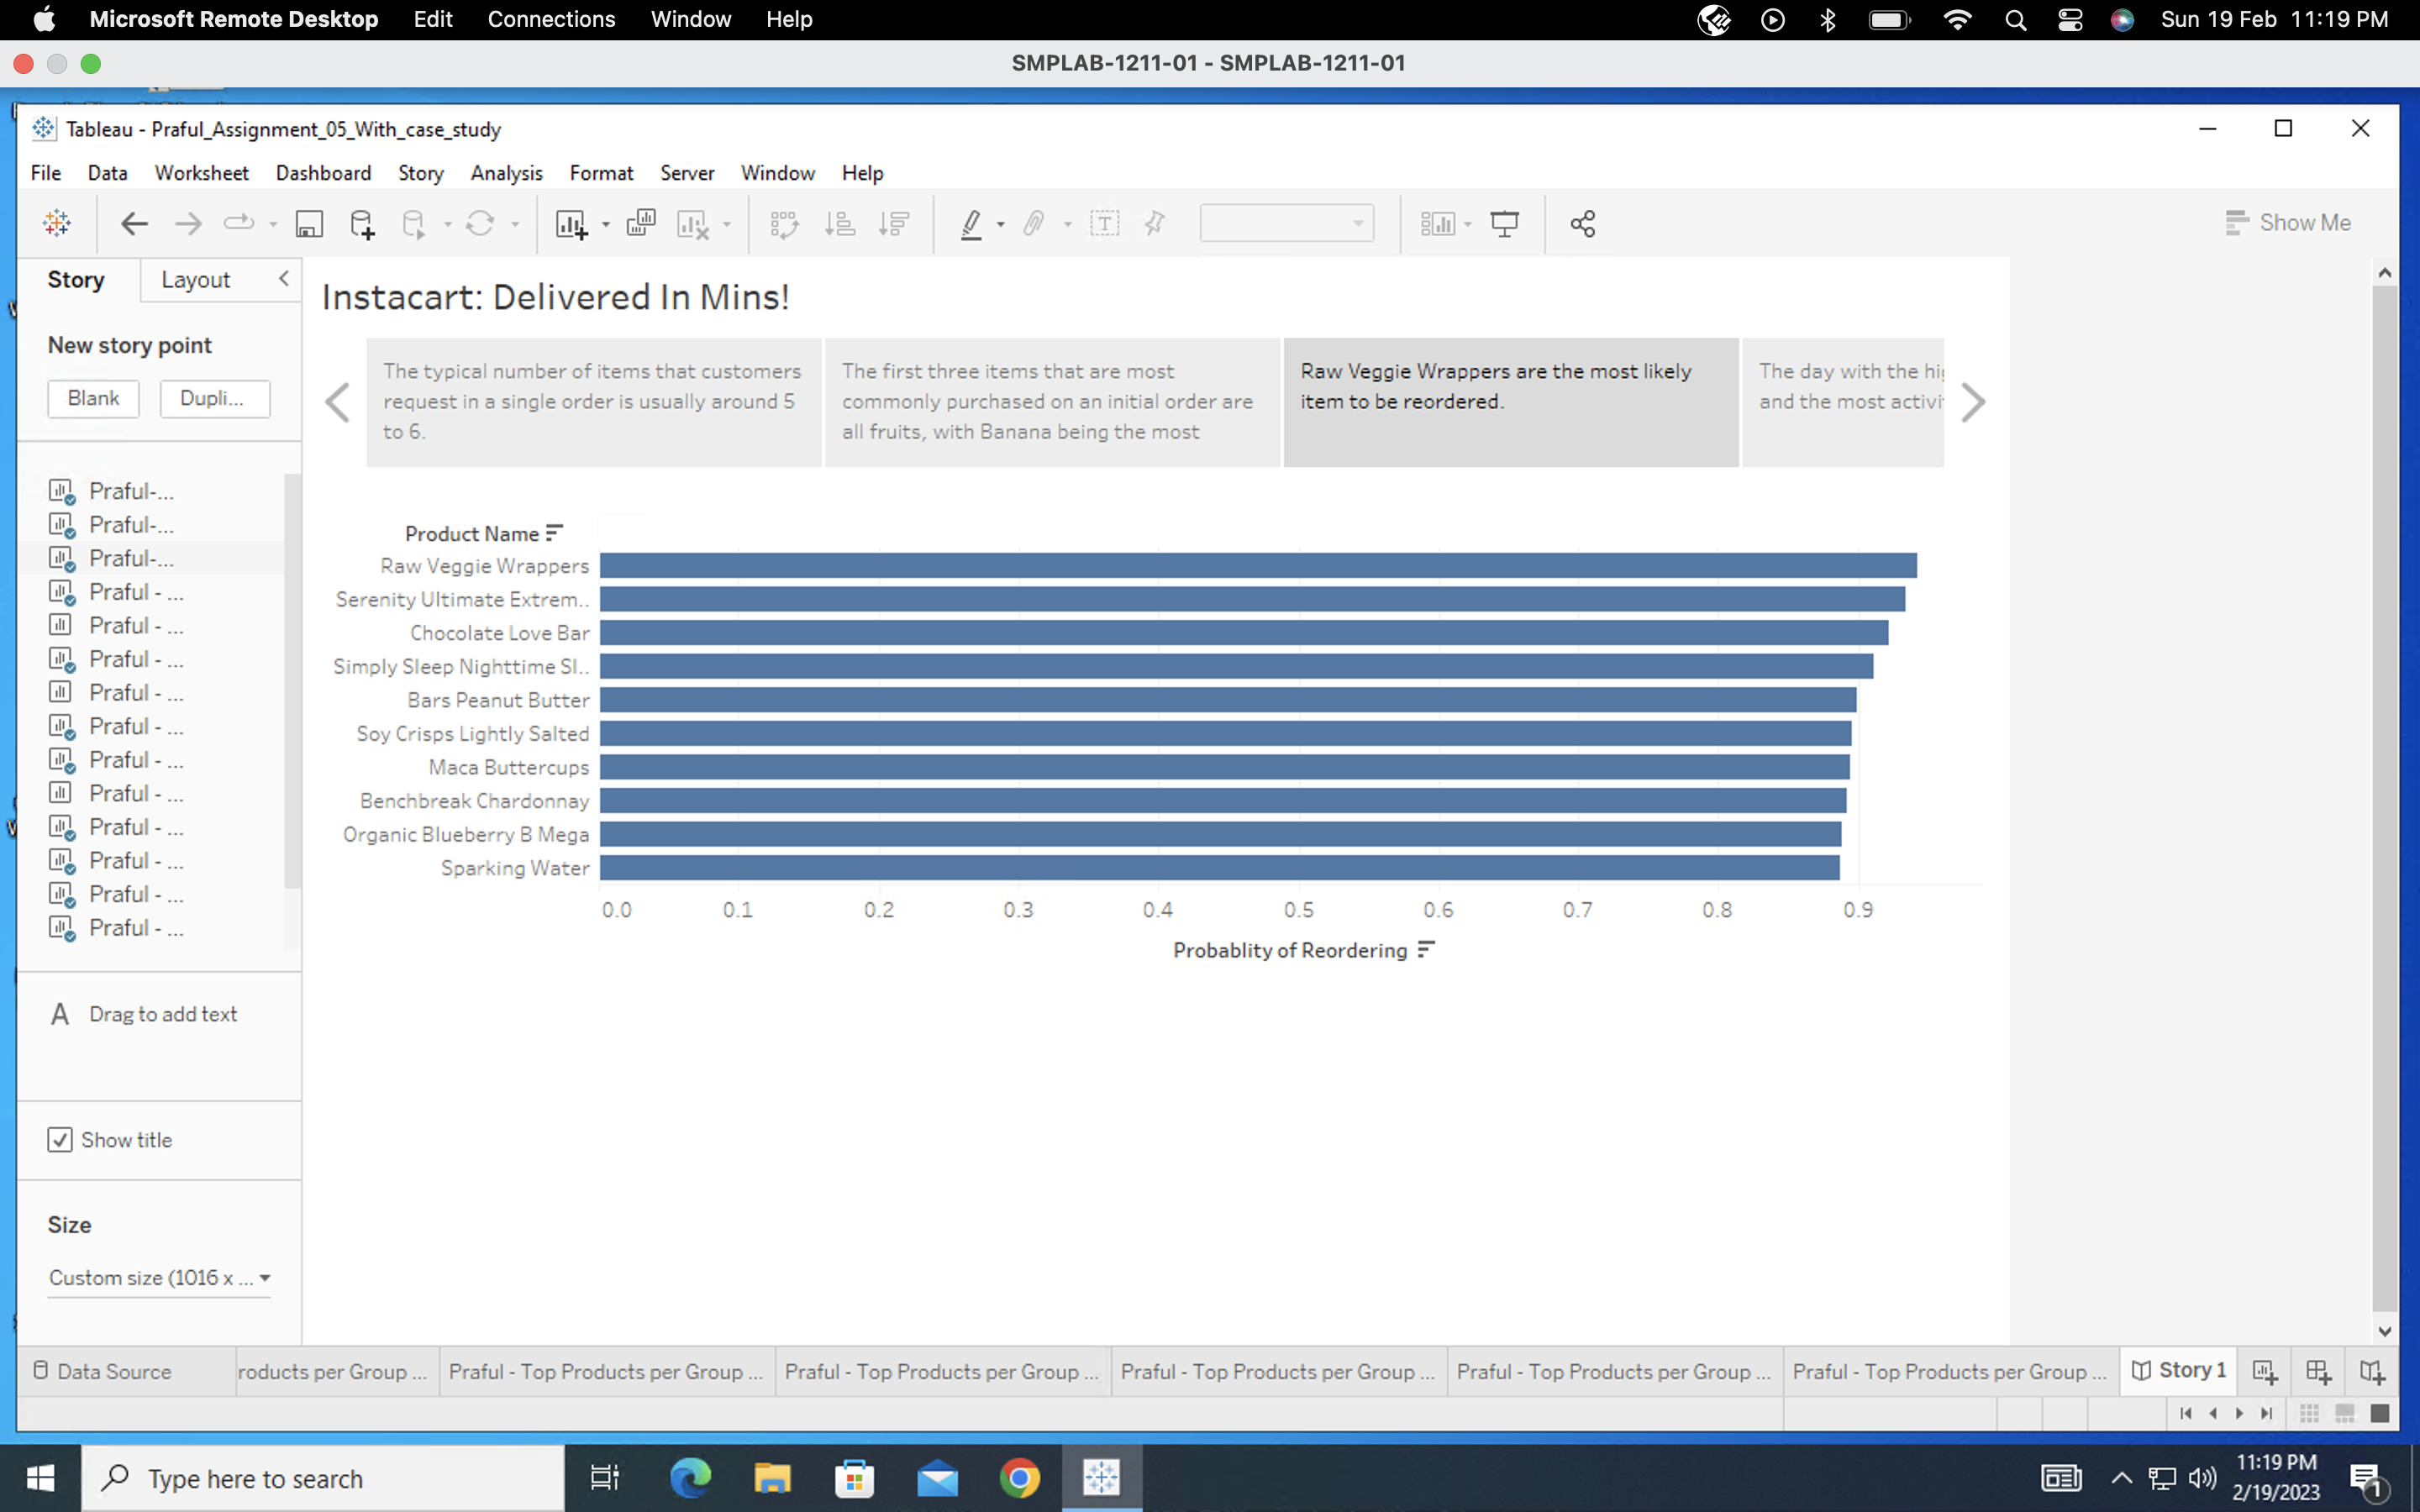 Microsoft Remote Desktop Edit Connections Window Help Sun 19 Feb 11:19 PM
SMPLAB-1211-01 - SMPLAB-1211-01
Tableau - Praful_Assignment_05_With_case_study
File Data Worksheet Dashboard Story Analysis Format Server Window Help
Show Me
Story Layout
New story point
Blank Dupli...
Praful-...
Praful-...
Praful-...
Praful - ...
Praful - ...
Praful - ...
Praful - ...
Praful - ...
Praful - ...
Praful - ...
Praful - ...
Praful - ...
Praful - ...
Praful - ...
A Drag to add text
Show title
Size
Custom size (1016 x ...
Instacart: Delivered In Mins!
The typical number of items that customers
request in a single order is usually around 5
to 6.
The first three items that are most
commonly purchased on an initial order are
all fruits, with Banana being the most
Raw Veggie Wrappers are the most likely
item to be reordered.
The day with the hi
and the most activi
Product Name
Raw Veggie Wrappers
Serenity Ultimate Extrem..
Chocolate Love Bar
Simply Sleep Nighttime Sl..
Bars Peanut Butter
Soy Crisps Lightly Salted
Maca Buttercups
Benchbreak Chardonnay
Organic Blueberry B Mega
Sparking Water
0.0 0.1 0.2 0.3 0.4 0.5 0.6 0.7 0.8 0.9
Probablity of Reordering
Data Source roducts per Group ... Praful - Top Products per Group ... Praful - Top Products per Group ... Praful - Top Products per Group ... Praful - Top Products per Group ... Praful - Top Products per Group ... Story 1
Type here to search
11:19 PM
2/19/2023
1